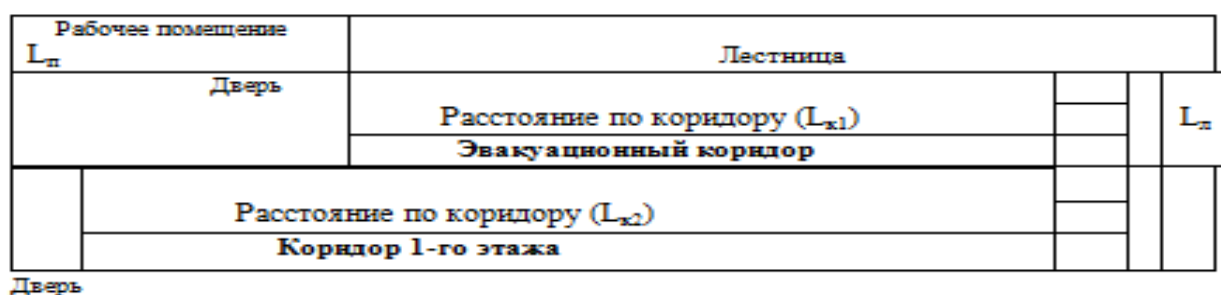 Рабочее помещение
Lп
Лестница
Дверь
Расстояние по коридору (Lк1)
Lл
Эвакуационный коридор
Расстояние по коридору (Lк2)
Коридор 1-го этажа
Дверь